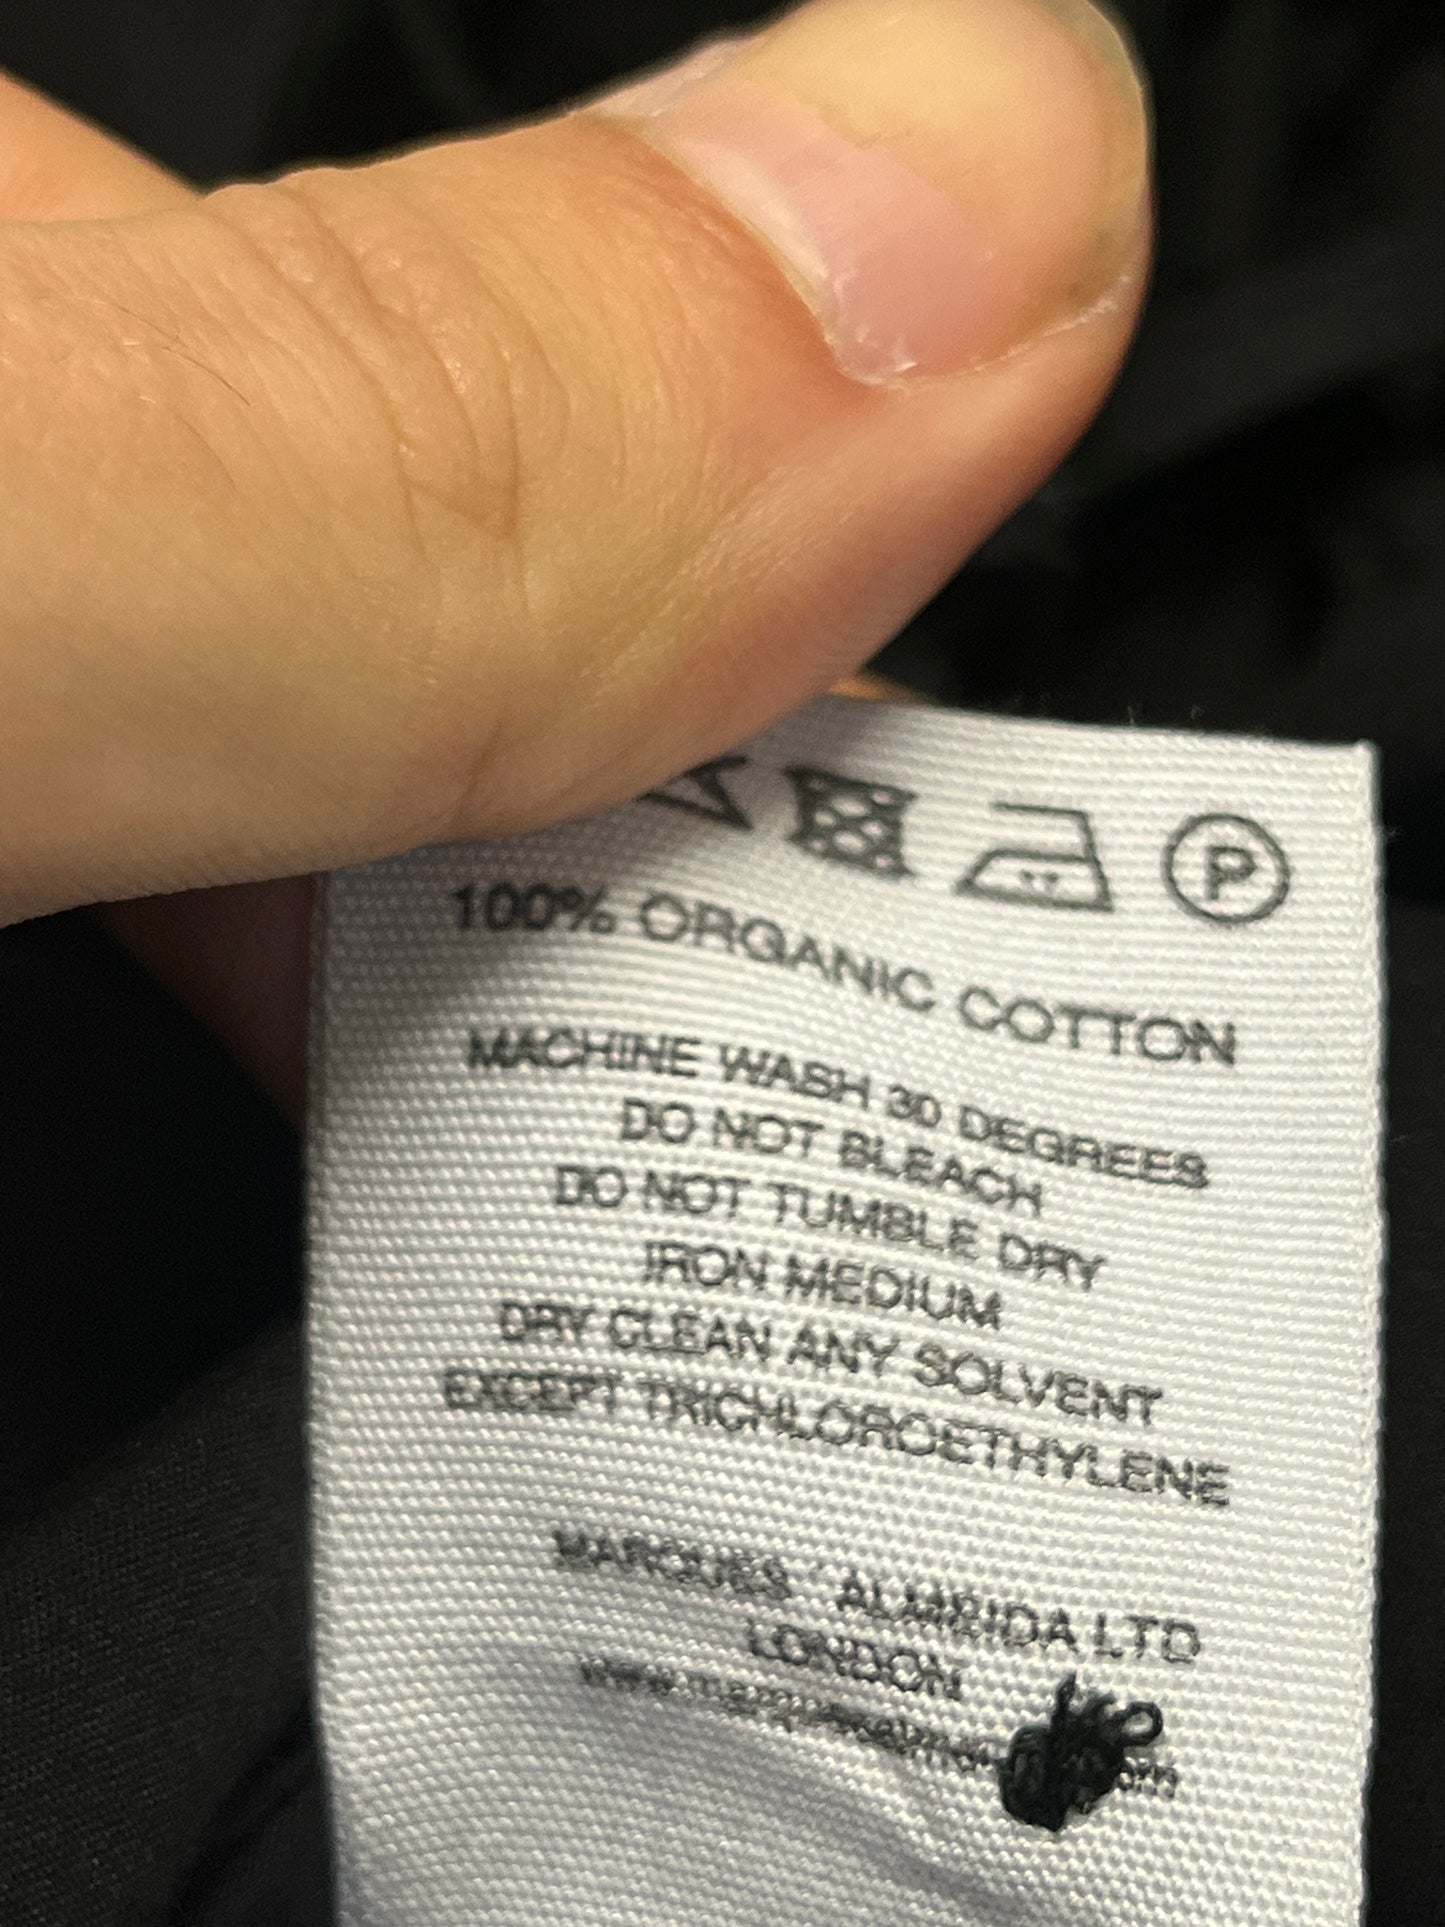 P
100% ORGANIC COTTON
MACHINE WASH 30 DEGREES
DO NOT BLEACH
DO NOT TUMBLE DRY
IRON MEDIUM
DRY CLEAN ANY SOLVENT
EXCEPT TRICHLOROETHYLENE
MARQUES ' ALMEIDA LTD
LONDON